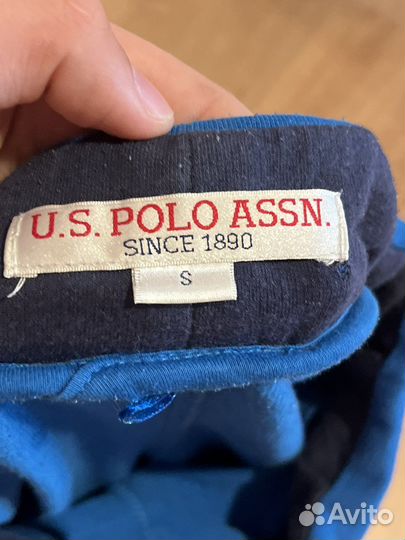 U.S. POLO ASSN.
SINCE 1890
S
Avito